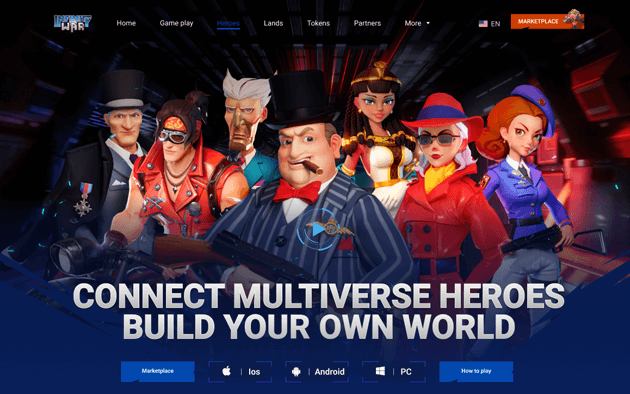 INFINITE
WAR
Home
Game play
Heroes
Lands
Tokens
Partners
More
EN
MARKETPLACE
CONNECT MULTIVERSE HEROES
BUILD YOUR OWN WORLD
Marketplace
Ios
Android
PC
How to play